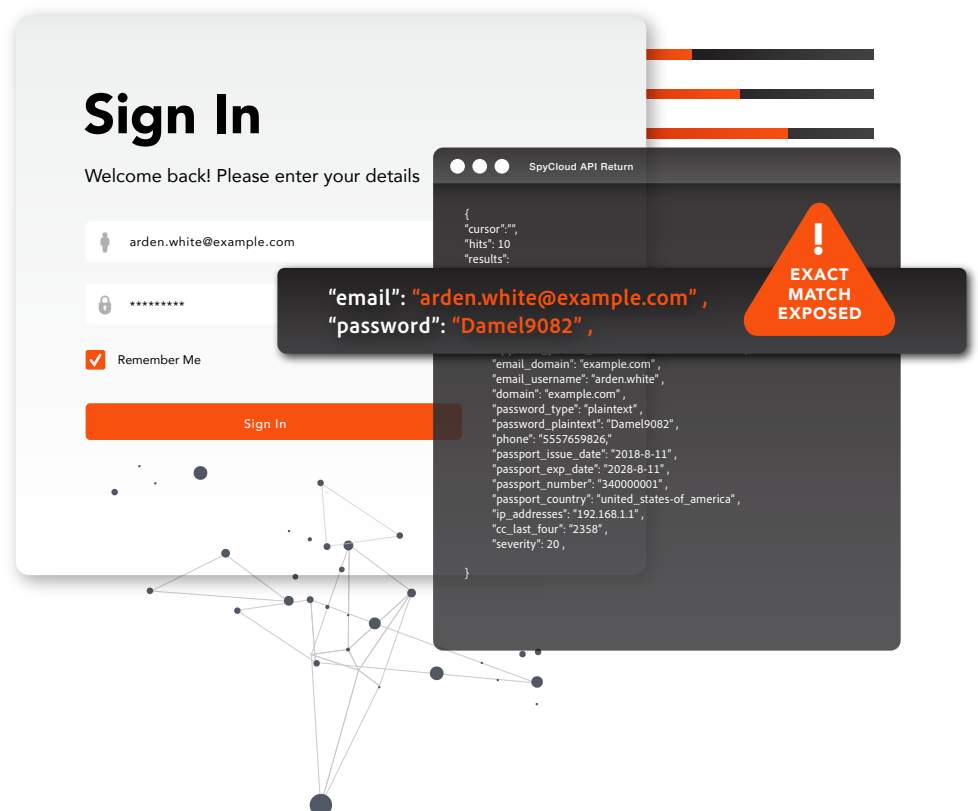 Sign In
Welcome back! Please enter your details
arden.white@example.com
*********
Remember Me
Sign In
SpyCloud API Return
{
“cursor”:“”,
“hits”: 10
“results”:
“email”: “arden.white@example.com” ,
“password”: “Damel9082” ,
!
EXACT
MATCH
EXPOSED
“email_domain”: “example.com” ,
“email_username”: “arden.white” ,
“domain”: “example.com” ,
“password_type”: “plaintext” ,
“password_plaintext”: “Damel9082” ,
“phone”: “5557659826,”
“passport_issue_date”: “2018-8-11” ,
“passport_exp_date”: “2028-8-11” ,
“passport_number”: “340000001” ,
“passport_country”: “united_states-of_america” ,
“ip_addresses”: “192.168.1.1” ,
“cc_last_four”: “2358” ,
“severity”: 20 ,
}